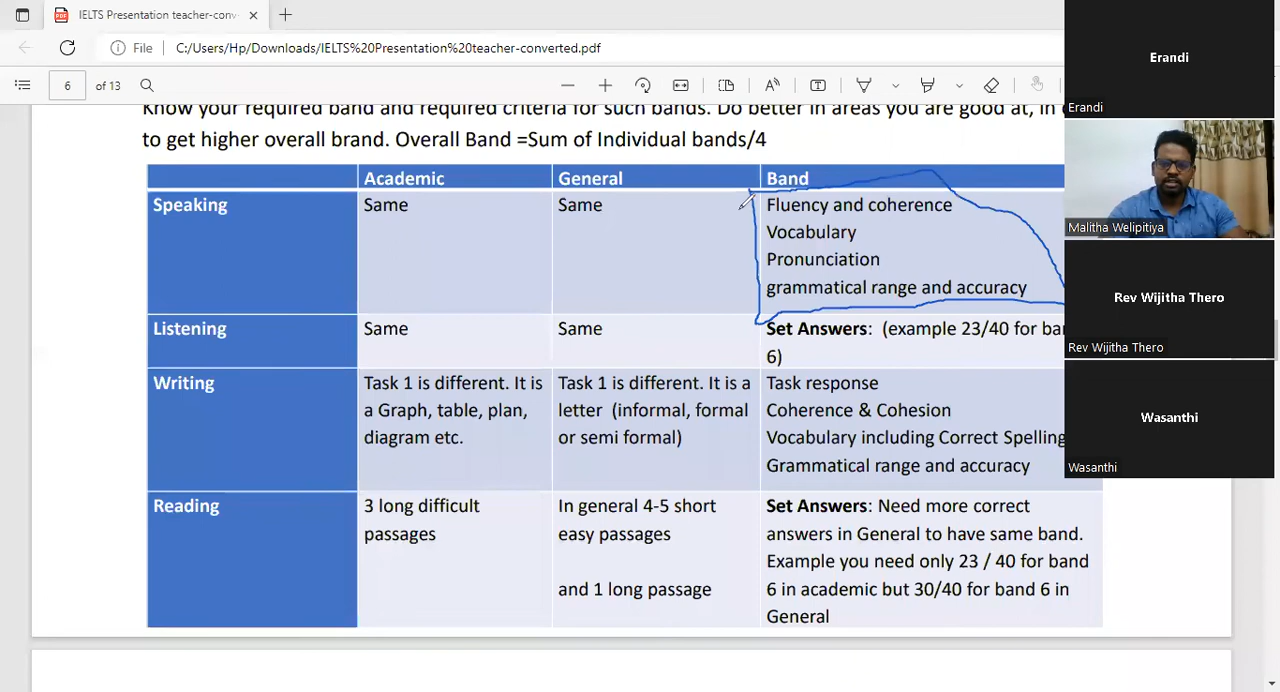 IELTS Presentation teacher-conv
File
C:/Users/Hp/Downloads/IELTS%20Presentation%20teacher-converted.pdf
6 of 13
Know your required band and required criteria for such bands. Do better in areas you are good at, in
to get higher overall brand. Overall Band =Sum of Individual bands/4
Academic
General
Band
Speaking
Same
Same
Fluency and coherence
Vocabulary
Pronunciation
grammatical range and accuracy
Listening
Same
Same
Set Answers: (example 23/40 for ban
6)
Writing
Task 1 is different. It is
a Graph, table, plan,
diagram etc.
Task 1 is different. It is a
letter (informal, formal
or semi formal)
Task response
Coherence & Cohesion
Vocabulary including Correct Spelling
Grammatical range and accuracy
Reading
3 long difficult
passages
In general 4-5 short
easy passages
and 1 long passage
Set Answers: Need more correct
answers in General to have same band.
Example you need only 23 / 40 for band
6 in academic but 30/40 for band 6 in
General
Erandi
Erandi
Malitha Welipitiya
Rev Wijitha Thero
Rev Wijitha Thero
Wasanthi
Wasanthi